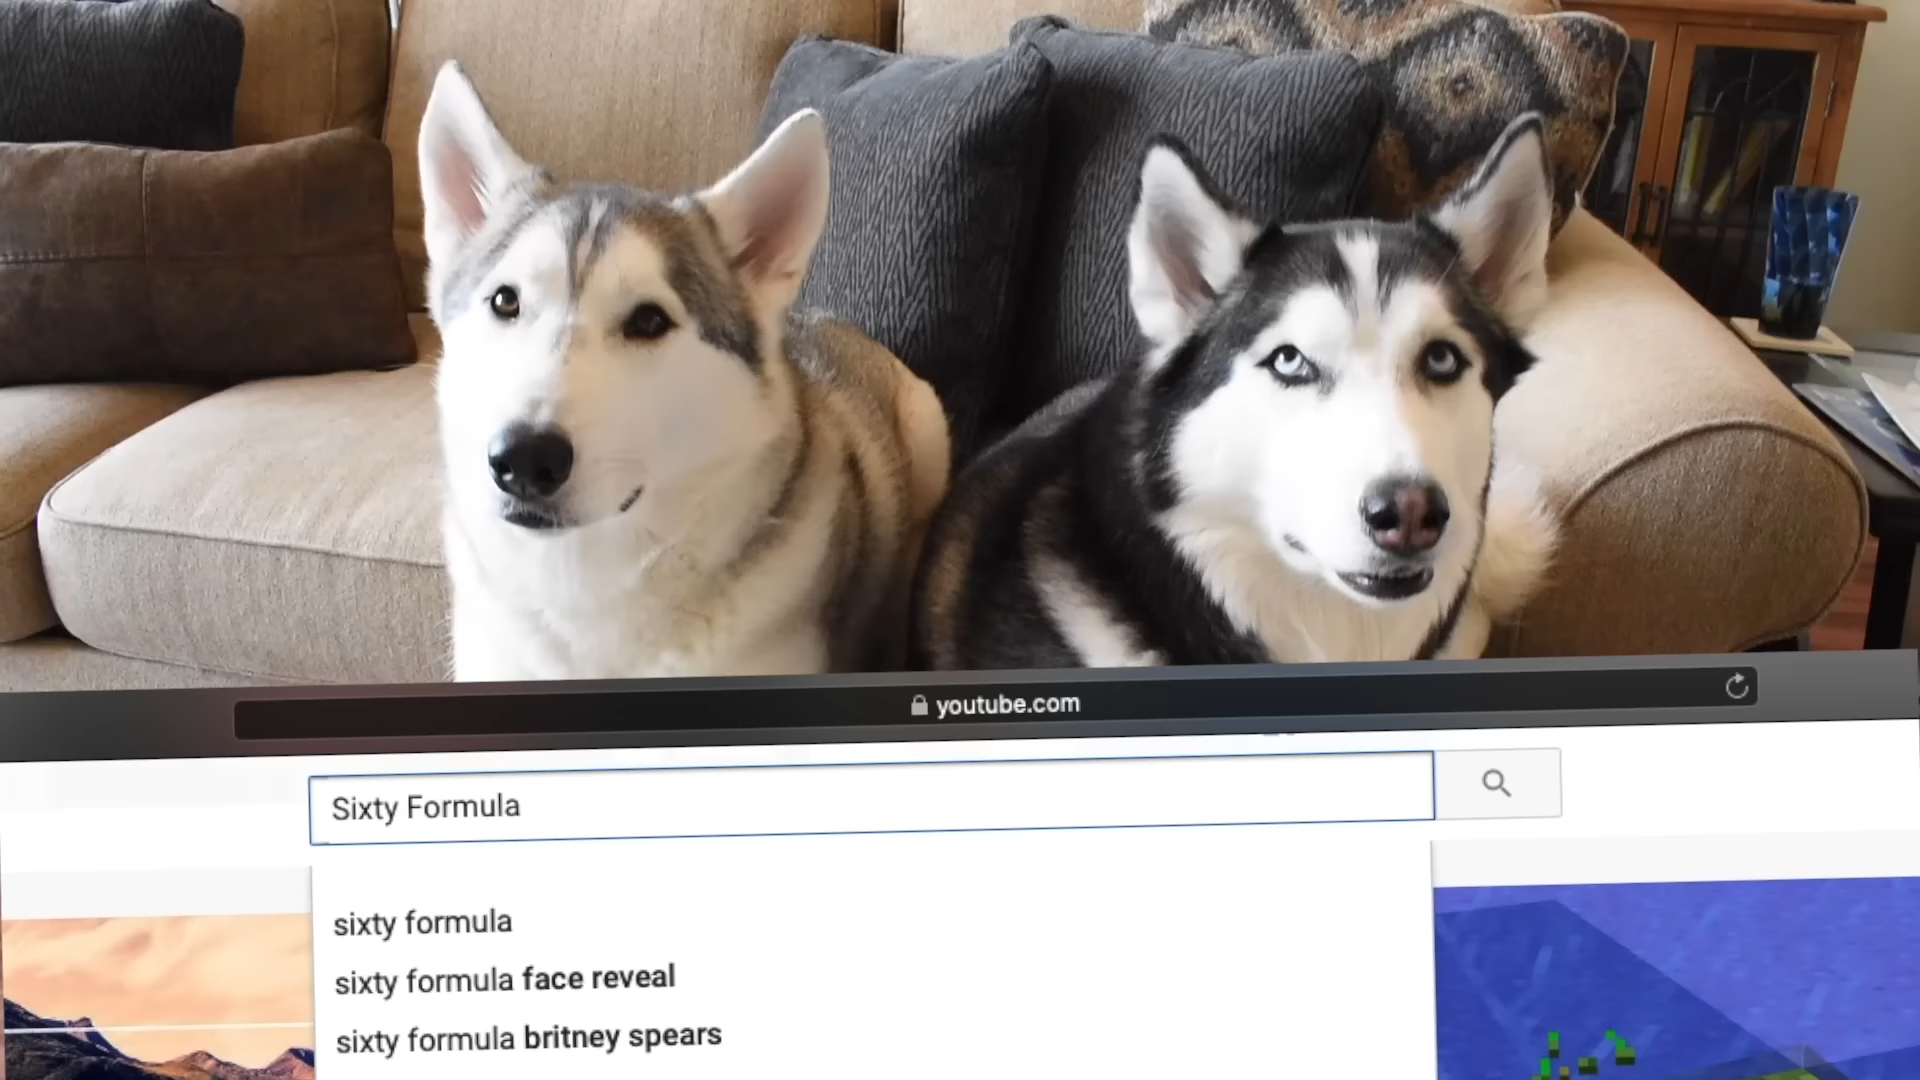 youtube.com
Sixty Formula
sixty formula
sixty formula face reveal
sixty formula britney spears